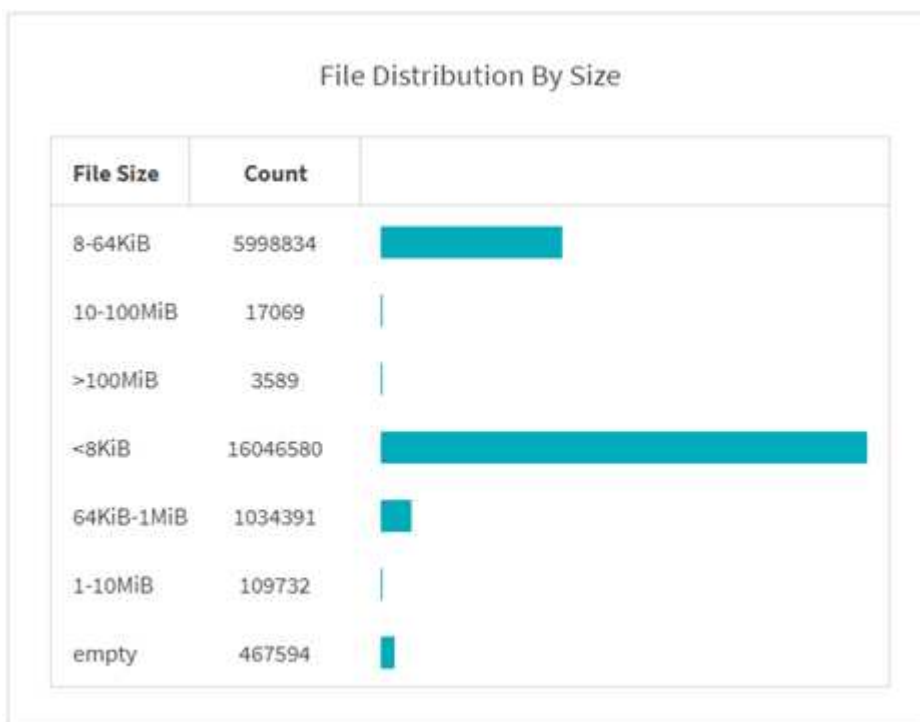 File Distribution By Size
File Size Count
8-64KiB 5998834
10-100MiB 17069
>100MiB 3589
<8KiB 16046580
64KiB-1MiB 1034391
1-10MiB 109732
empty 467594